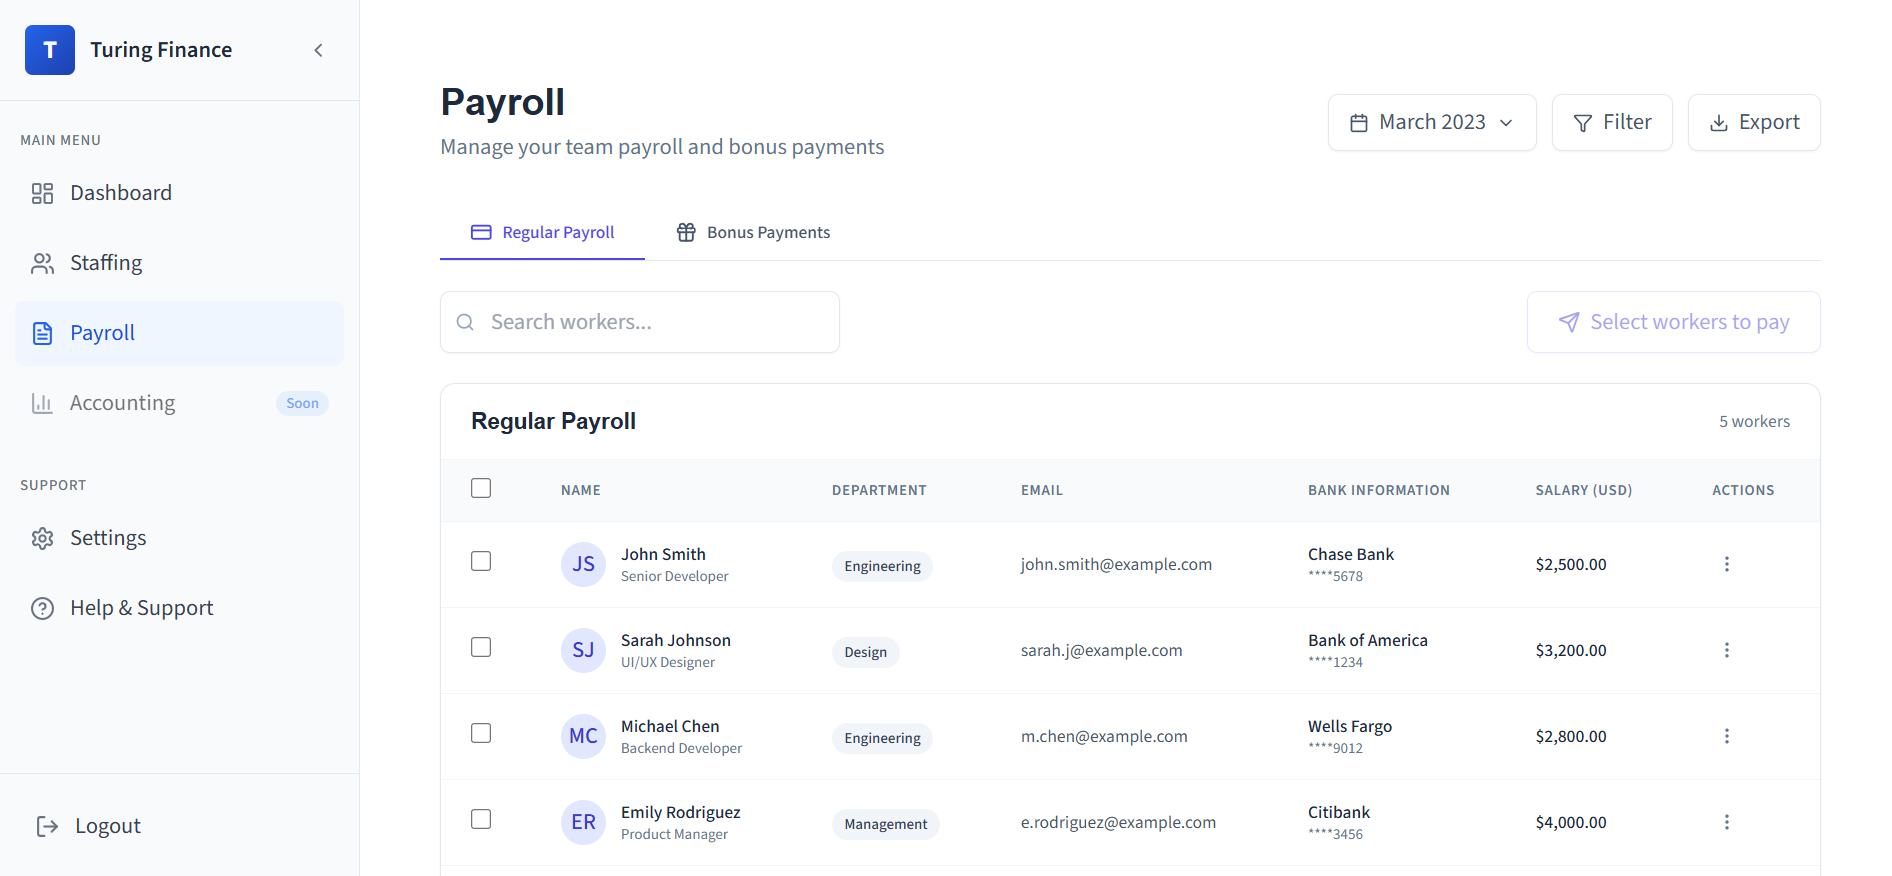 T Turing Finance
MAIN MENU
Dashboard
Staffing
Payroll
Accounting Soon
SUPPORT
Settings
Help & Support
Logout
Payroll
Manage your team payroll and bonus payments
March 2023 Filter Export
Regular Payroll Bonus Payments
Search workers... Select workers to pay
Regular Payroll 5 workers
NAME DEPARTMENT EMAIL BANK INFORMATION SALARY (USD) ACTIONS
JS John Smith Engineering john.smith@example.com Chase Bank $2,500.00
Senior Developer ****5678
SJ Sarah Johnson Design sarah.j@example.com Bank of America $3,200.00
UI/UX Designer ****1234
MC Michael Chen Engineering m.chen@example.com Wells Fargo $2,800.00
Backend Developer ****9012
ER Emily Rodriguez Management e.rodriguez@example.com Citibank $4,000.00
Product Manager ****3456